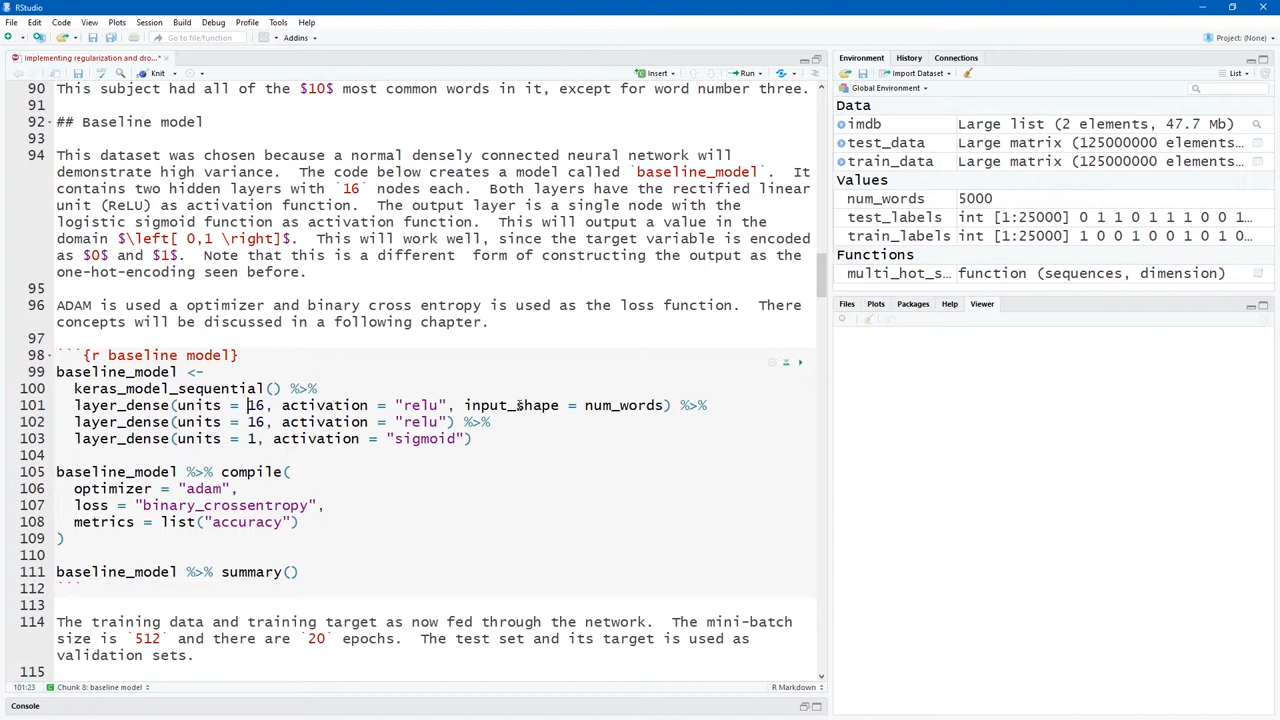 RStudio
File Edit Code View Plots Session Build Debug Profile Tools Help
Go to file/function Addins Project: (None)
Implementing regularization and dro...*
Knit Insert Run
90 This subject had all of the $10$ most common words in it, except for word number three.
91
92 ## Baseline model
93
94 This dataset was chosen because a normal densely connected neural network will
demonstrate high variance.  The code below creates a model called `baseline_model`.  It
contains two hidden layers with `16` nodes each.  Both layers have the rectified linear
unit (ReLU) as activation function.  The output layer is a single node with the
logistic sigmoid function as activation function.  This will output a value in the
domain $\left[ 0,1 \right]$.  This will work well, since the target variable is encoded
as $0$ and $1$.  Note that this is a different  form of constructing the output as the
one-hot-encoding seen before.
95
96 ADAM is used a optimizer and binary cross entropy is used as the loss function.  There
concepts will be discussed in a following chapter.
97
98 ```{r baseline model}
99 baseline_model <-
100   keras_model_sequential() %>%
101   layer_dense(units = 16, activation = "relu", input_shape = num_words) %>%
102   layer_dense(units = 16, activation = "relu") %>%
103   layer_dense(units = 1, activation = "sigmoid")
104
105 baseline_model %>% compile(
106   optimizer = "adam",
107   loss = "binary_crossentropy",
108   metrics = list("accuracy")
109 )
110
111 baseline_model %>% summary()
112 ```
113
114 The training data and training target as now fed through the network.  The mini-batch
size is `512` and there are `20` epochs.  The test set and its target is used as
validation sets.
115
101:23 Chunk 8: baseline model R Markdown
Console
Environment History Connections
Import Dataset List
Global Environment
Data
imdb Large list (2 elements, 47.7 Mb)
test_data Large matrix (125000000 elements...
train_data Large matrix (125000000 elements...
Values
num_words 5000
test_labels int [1:25000] 0 1 1 0 1 1 1 0 0 1...
train_labels int [1:25000] 1 0 0 1 0 0 1 0 1 0...
Functions
multi_hot_s... function (sequences, dimension)
Files Plots Packages Help Viewer